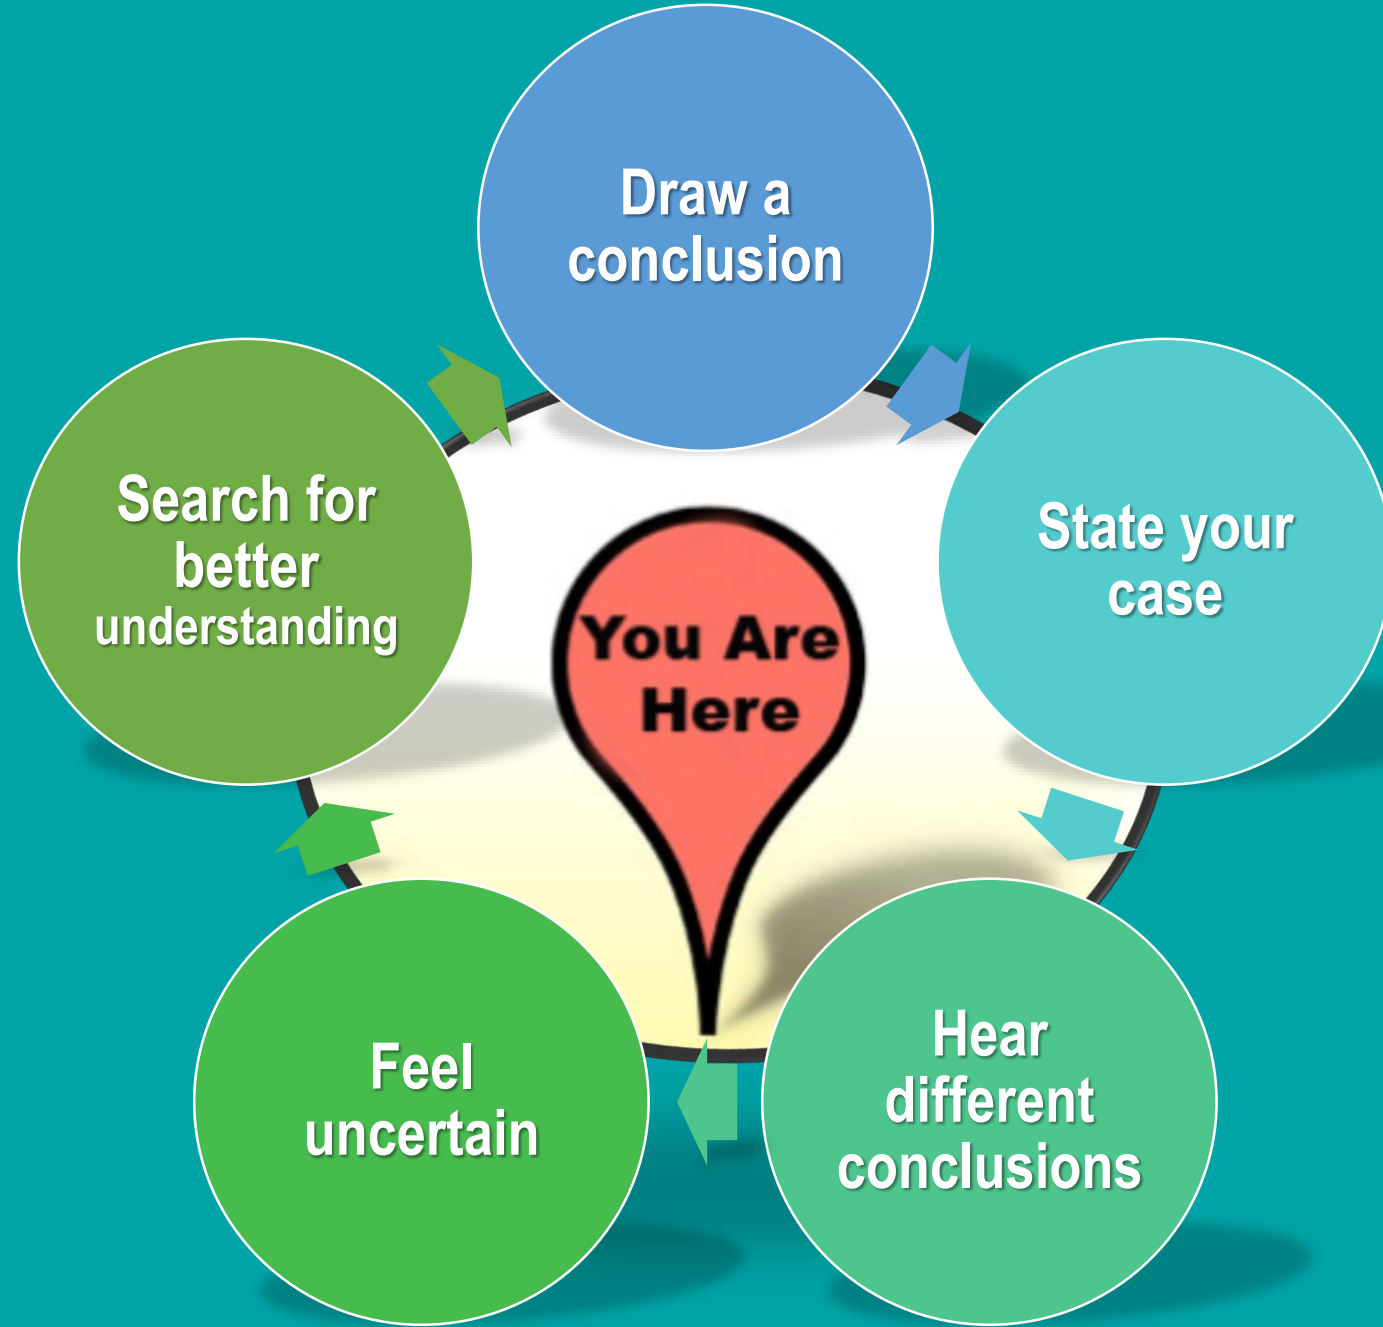 Draw a
conclusion
State your
case
Hear
different
conclusions
Feel
uncertain
Search for
better
understanding
You Are
Here